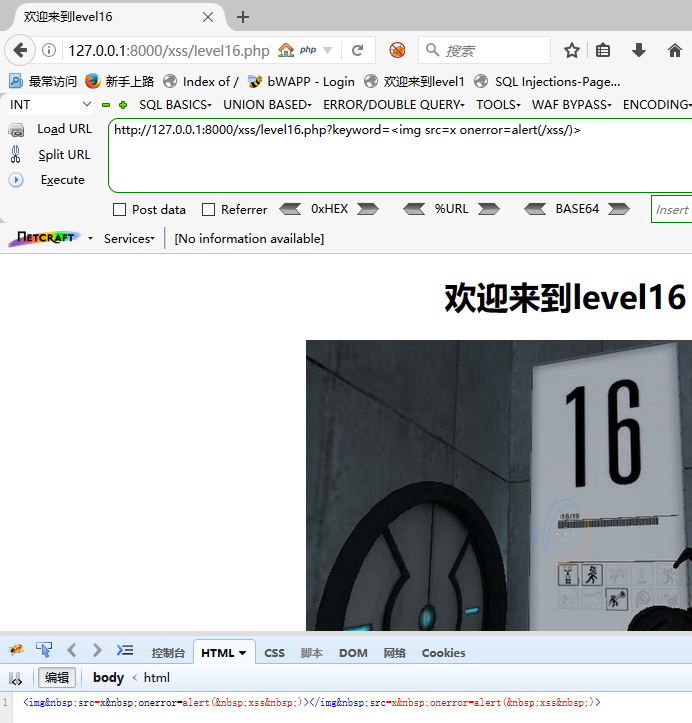 欢迎来到level16
127.0.0.1:8000/xss/level16.php
php
搜索
最常访问 新手上路 Index of / bWAPP - Login 欢迎来到level1 SQL Injections-Page...
INT SQL BASICS UNION BASED ERROR/DOUBLE QUERY TOOLS WAF BYPASS ENCODING
Load URL
http://127.0.0.1:8000/xss/level16.php?keyword=<img src=x onerror=alert(/xss/)>
Split URL
Execute
Post data Referrer 0xHEX %URL BASE64 Insert
NETCRAFT Services [No information available]
欢迎来到level16
16
16/19
控制台 HTML CSS 脚本 DOM 网络 Cookies
编辑 body < html
1 <img&nbsp;src=x&nbsp;onerror=alert(&nbsp;xss&nbsp;)></img&nbsp;src=x&nbsp;onerror=alert(&nbsp;xss&nbsp;)>